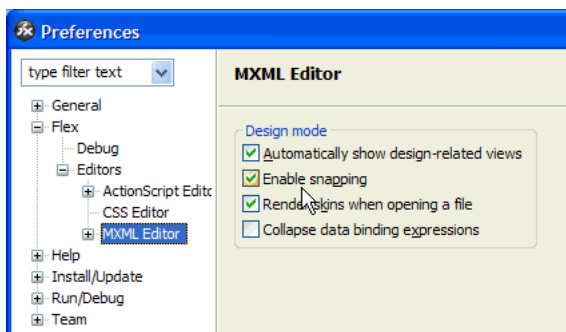 Preferences
type filter text
MXML Editor
General
Flex
Debug
Editors
ActionScript Edito
CSS Editor
MXML Editor
Help
Install/Update
Run/Debug
Team
Design mode
Automatically show design-related views
Enable snapping
Render skins when opening a file
Collapse data binding expressions